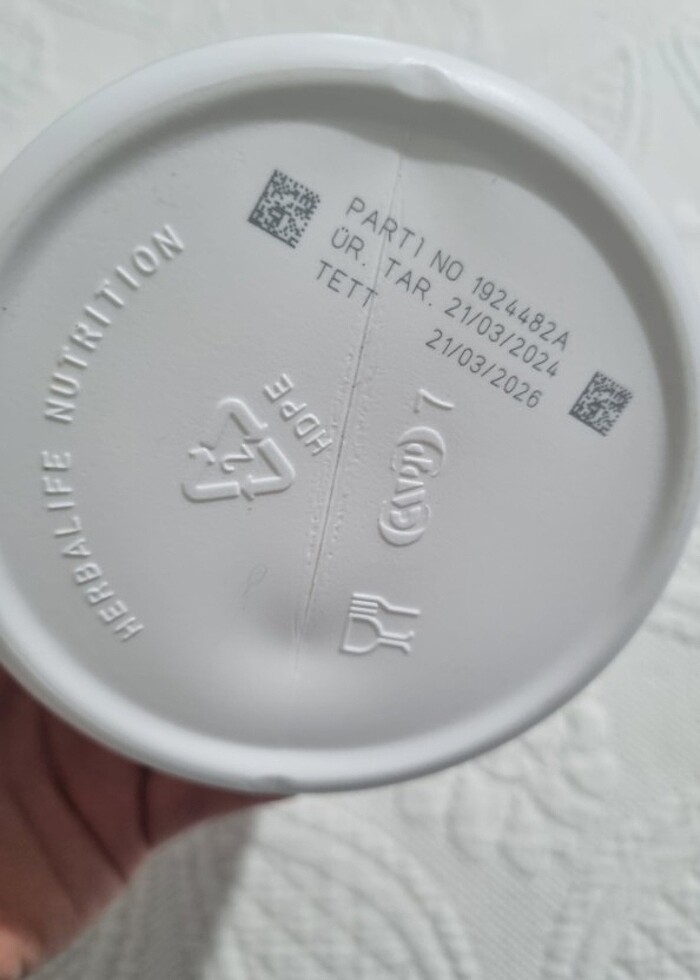 PARTİ NO 1924482A
ÜR. TAR. 21/03/2024
TETT 21/03/2026
HERBALIFE NUTRITION
2
HDPE
7